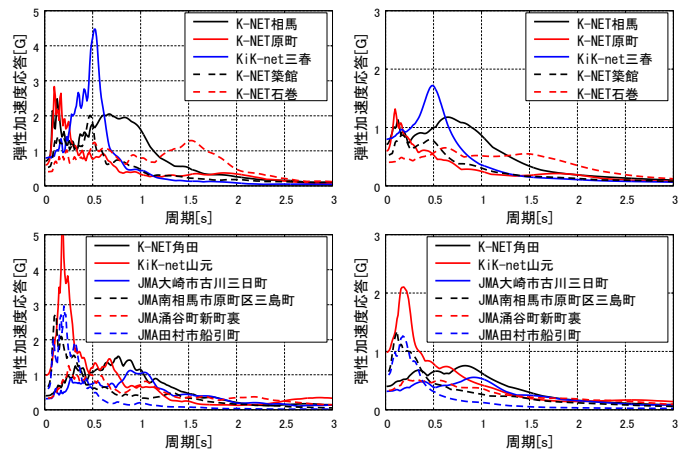 弾性加速度応答[G]
5
4
3
2
1
0
K-NET相馬
K-NET原町
KiK-net三春
K-NET築館
K-NET石巻
0 0.5 1 1.5 2 2.5 3
周期[s]
弾性加速度応答[G]
3
2
1
0
K-NET相馬
K-NET原町
KiK-net三春
K-NET築館
K-NET石巻
0 0.5 1 1.5 2 2.5 3
周期[s]
弾性加速度応答[G]
5
4
3
2
1
0
K-NET角田
KiK-net山元
JMA大崎市古川三日町
JMA南相馬市原町区三島町
JMA涌谷町新町裏
JMA田村市船引町
0 0.5 1 1.5 2 2.5 3
周期[s]
弾性加速度応答[G]
3
2
1
0
K-NET角田
KiK-net山元
JMA大崎市古川三日町
JMA南相馬市原町区三島町
JMA涌谷町新町裏
JMA田村市船引町
0 0.5 1 1.5 2 2.5 3
周期[s]